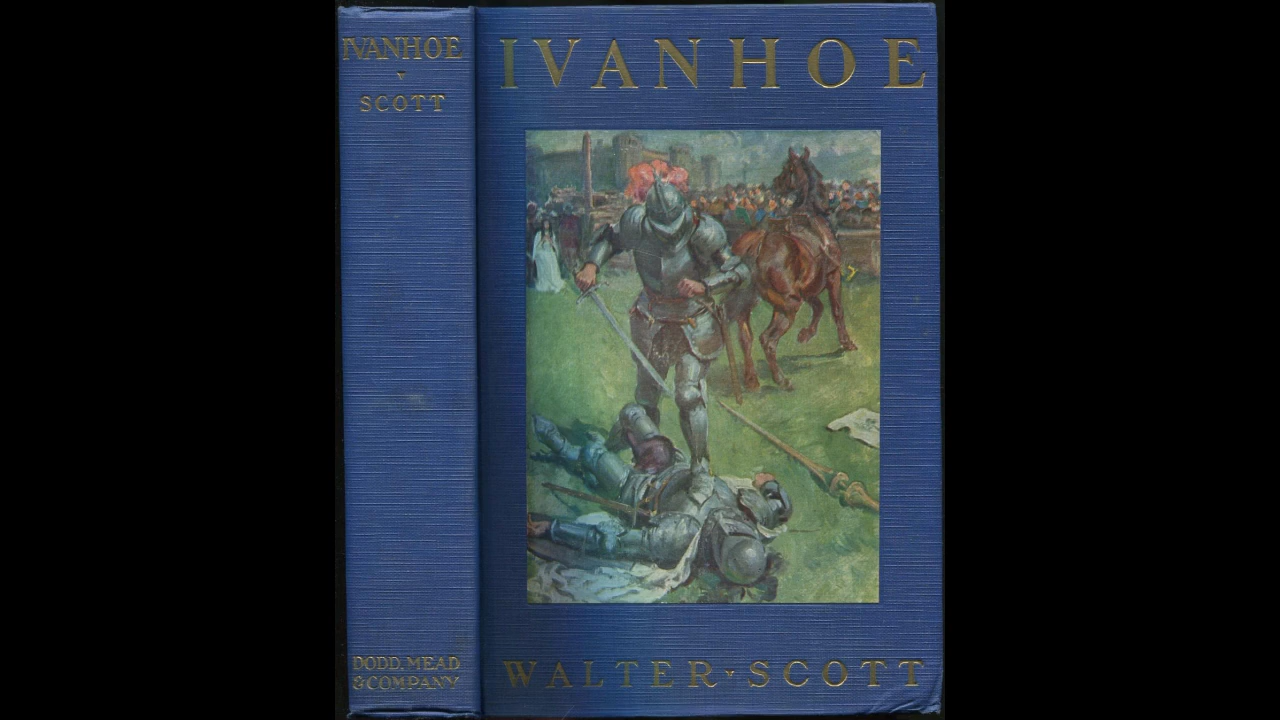 IVANHOE
SCOTT
DODD, MEAD
& COMPANY
IVANHOE
WALTER SCOTT